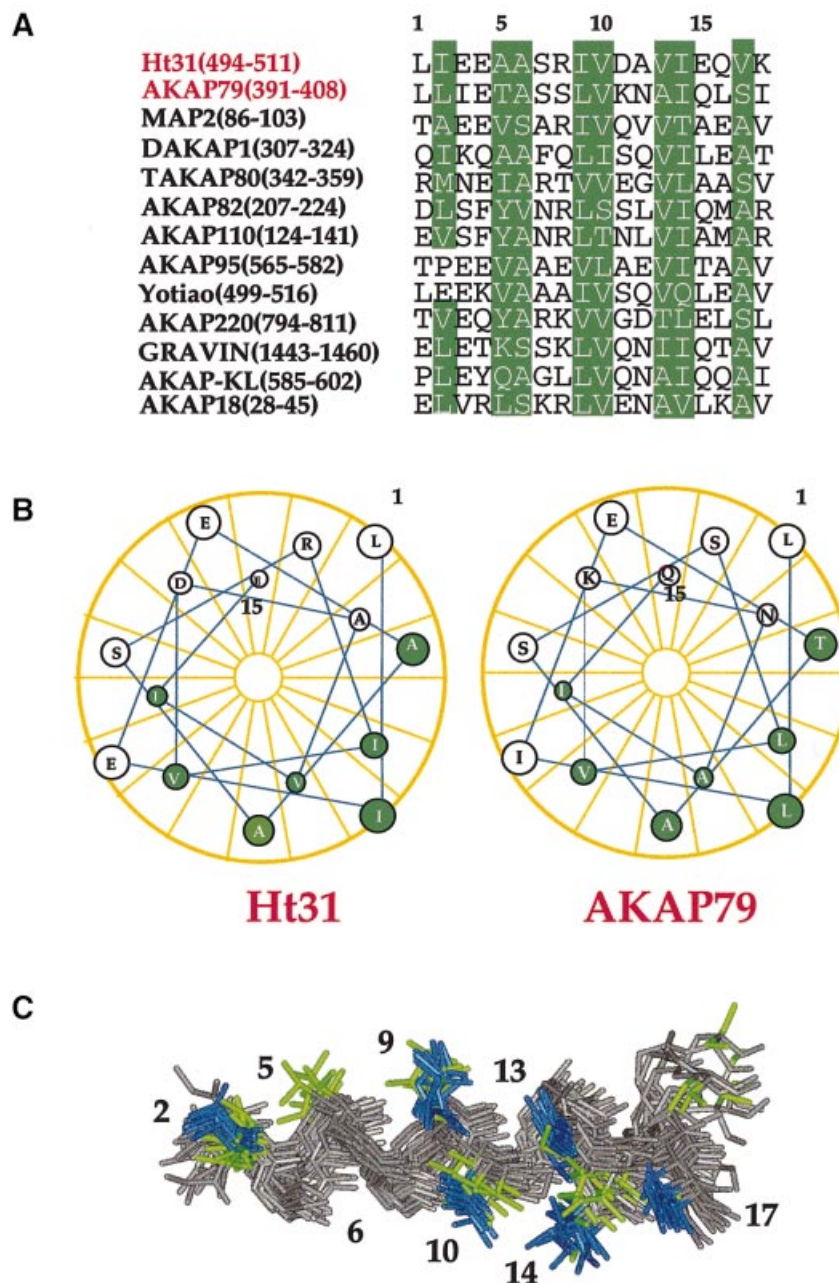 A
1 5 10 15
Ht31(494-511) LIEEAASRIVDAVIEQVK
AKAP79(391-408) LLIETASSLVKNAIQLSI
MAP2(86-103) TAEEVSARIVQVVTAEAV
DAKAP1(307-324) QIKQAAFQLISQVILEAT
TAKAP80(342-359) RMNEIARTVVEGVLAASV
AKAP82(207-224) DLSFYVNRLSSLVIQMAR
AKAP110(124-141) EVSFYANRLTNLVIAMAR
AKAP95(565-582) TPEEVAAEVLAEVITAAV
Yotiao(499-516) LEEKVAAAIVSQVQLEAV
AKAP220(794-811) TVEQYARKVVGDTLELSL
GRAVIN(1443-1460) ELETKSSKLVQNIIQTAV
AKAP-KL(585-602) PLEYQAGLLVQNAIQQAI
AKAP18(28-45) ELVRLSKRLVENAVLKAV
B
1
E R L
D E
15
A
S A
I
E V V I
A I
Ht31
1
E S L
K Q
15
N
S T
I
I V A L
A L
AKAP79
C
2 5 9 13
6 10 14 17